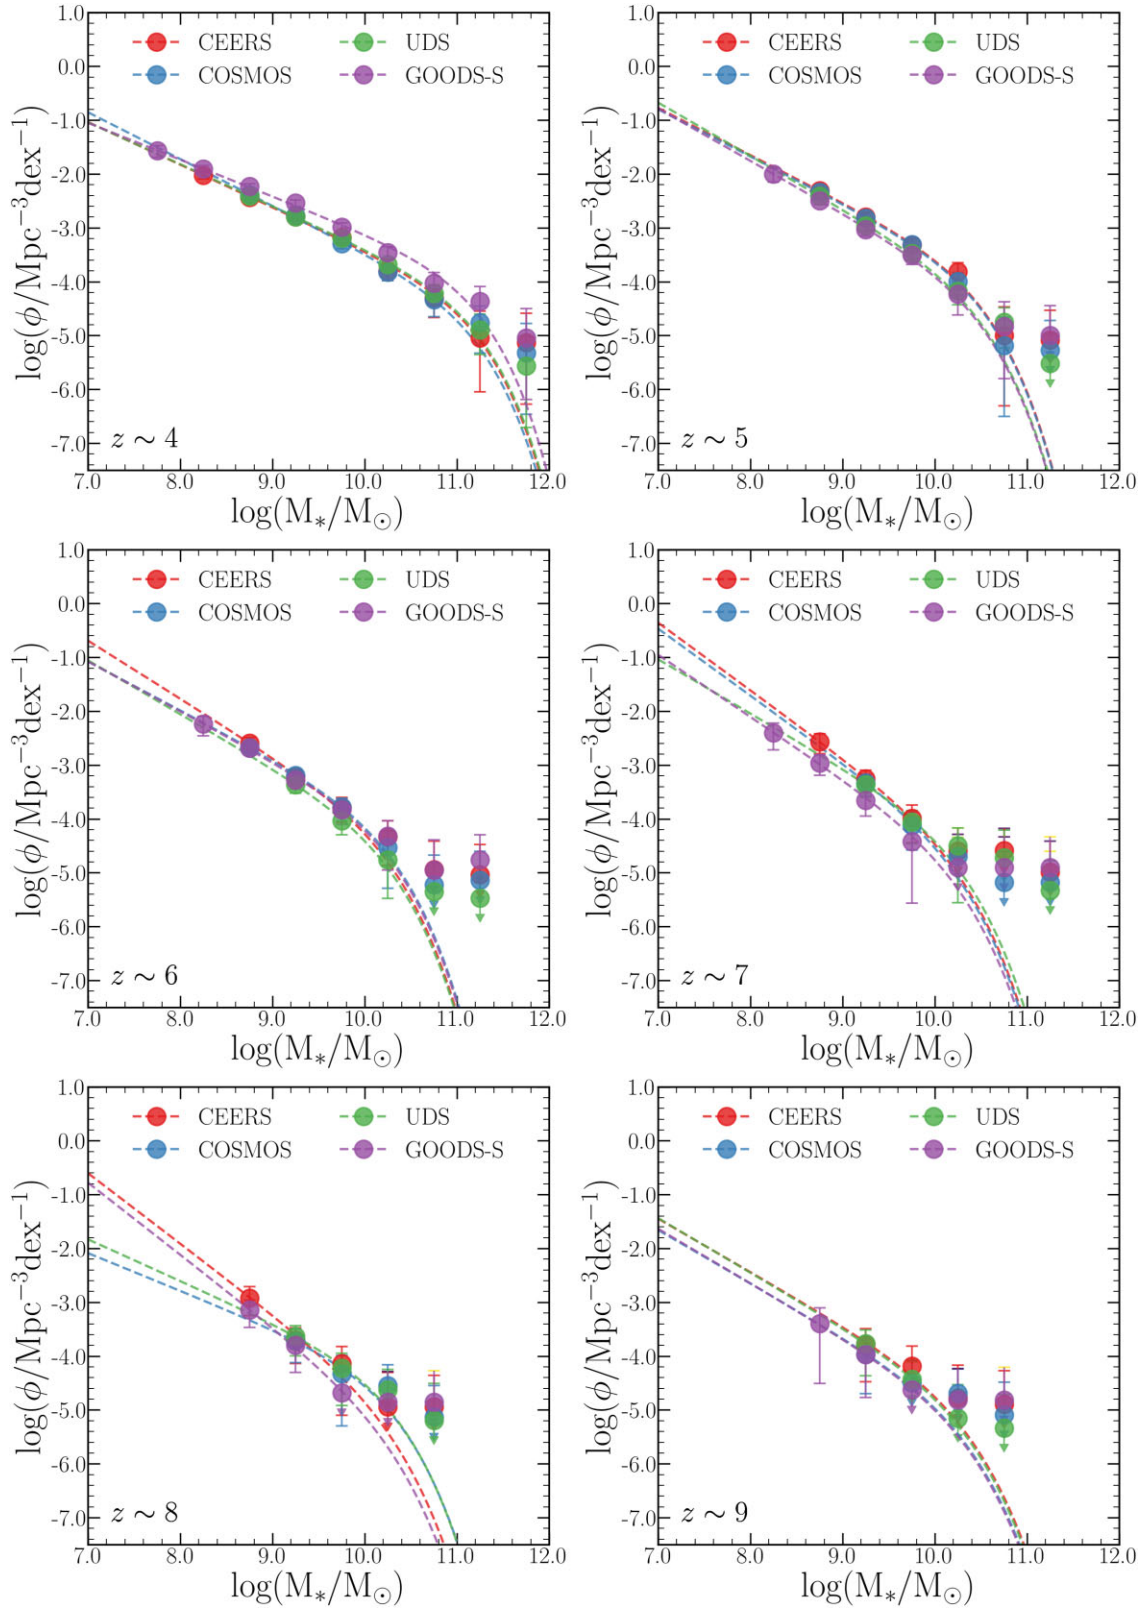 1.0
0.0
-1.0
-2.0
-3.0
-4.0
-5.0
-6.0
-7.0
log(ϕ/Mpc⁻³dex⁻¹)
CEERS UDS
COSMOS GOODS-S
z ∼ 4
7.0 8.0 9.0 10.0 11.0 12.0
log(M*/M⊙)
1.0
0.0
-1.0
-2.0
-3.0
-4.0
-5.0
-6.0
-7.0
log(ϕ/Mpc⁻³dex⁻¹)
CEERS UDS
COSMOS GOODS-S
z ∼ 5
7.0 8.0 9.0 10.0 11.0 12.0
log(M*/M⊙)
1.0
0.0
-1.0
-2.0
-3.0
-4.0
-5.0
-6.0
-7.0
log(ϕ/Mpc⁻³dex⁻¹)
CEERS UDS
COSMOS GOODS-S
z ∼ 6
7.0 8.0 9.0 10.0 11.0 12.0
log(M*/M⊙)
1.0
0.0
-1.0
-2.0
-3.0
-4.0
-5.0
-6.0
-7.0
log(ϕ/Mpc⁻³dex⁻¹)
CEERS UDS
COSMOS GOODS-S
z ∼ 7
7.0 8.0 9.0 10.0 11.0 12.0
log(M*/M⊙)
1.0
0.0
-1.0
-2.0
-3.0
-4.0
-5.0
-6.0
-7.0
log(ϕ/Mpc⁻³dex⁻¹)
CEERS UDS
COSMOS GOODS-S
z ∼ 8
7.0 8.0 9.0 10.0 11.0 12.0
log(M*/M⊙)
1.0
0.0
-1.0
-2.0
-3.0
-4.0
-5.0
-6.0
-7.0
log(ϕ/Mpc⁻³dex⁻¹)
CEERS UDS
COSMOS GOODS-S
z ∼ 9
7.0 8.0 9.0 10.0 11.0 12.0
log(M*/M⊙)